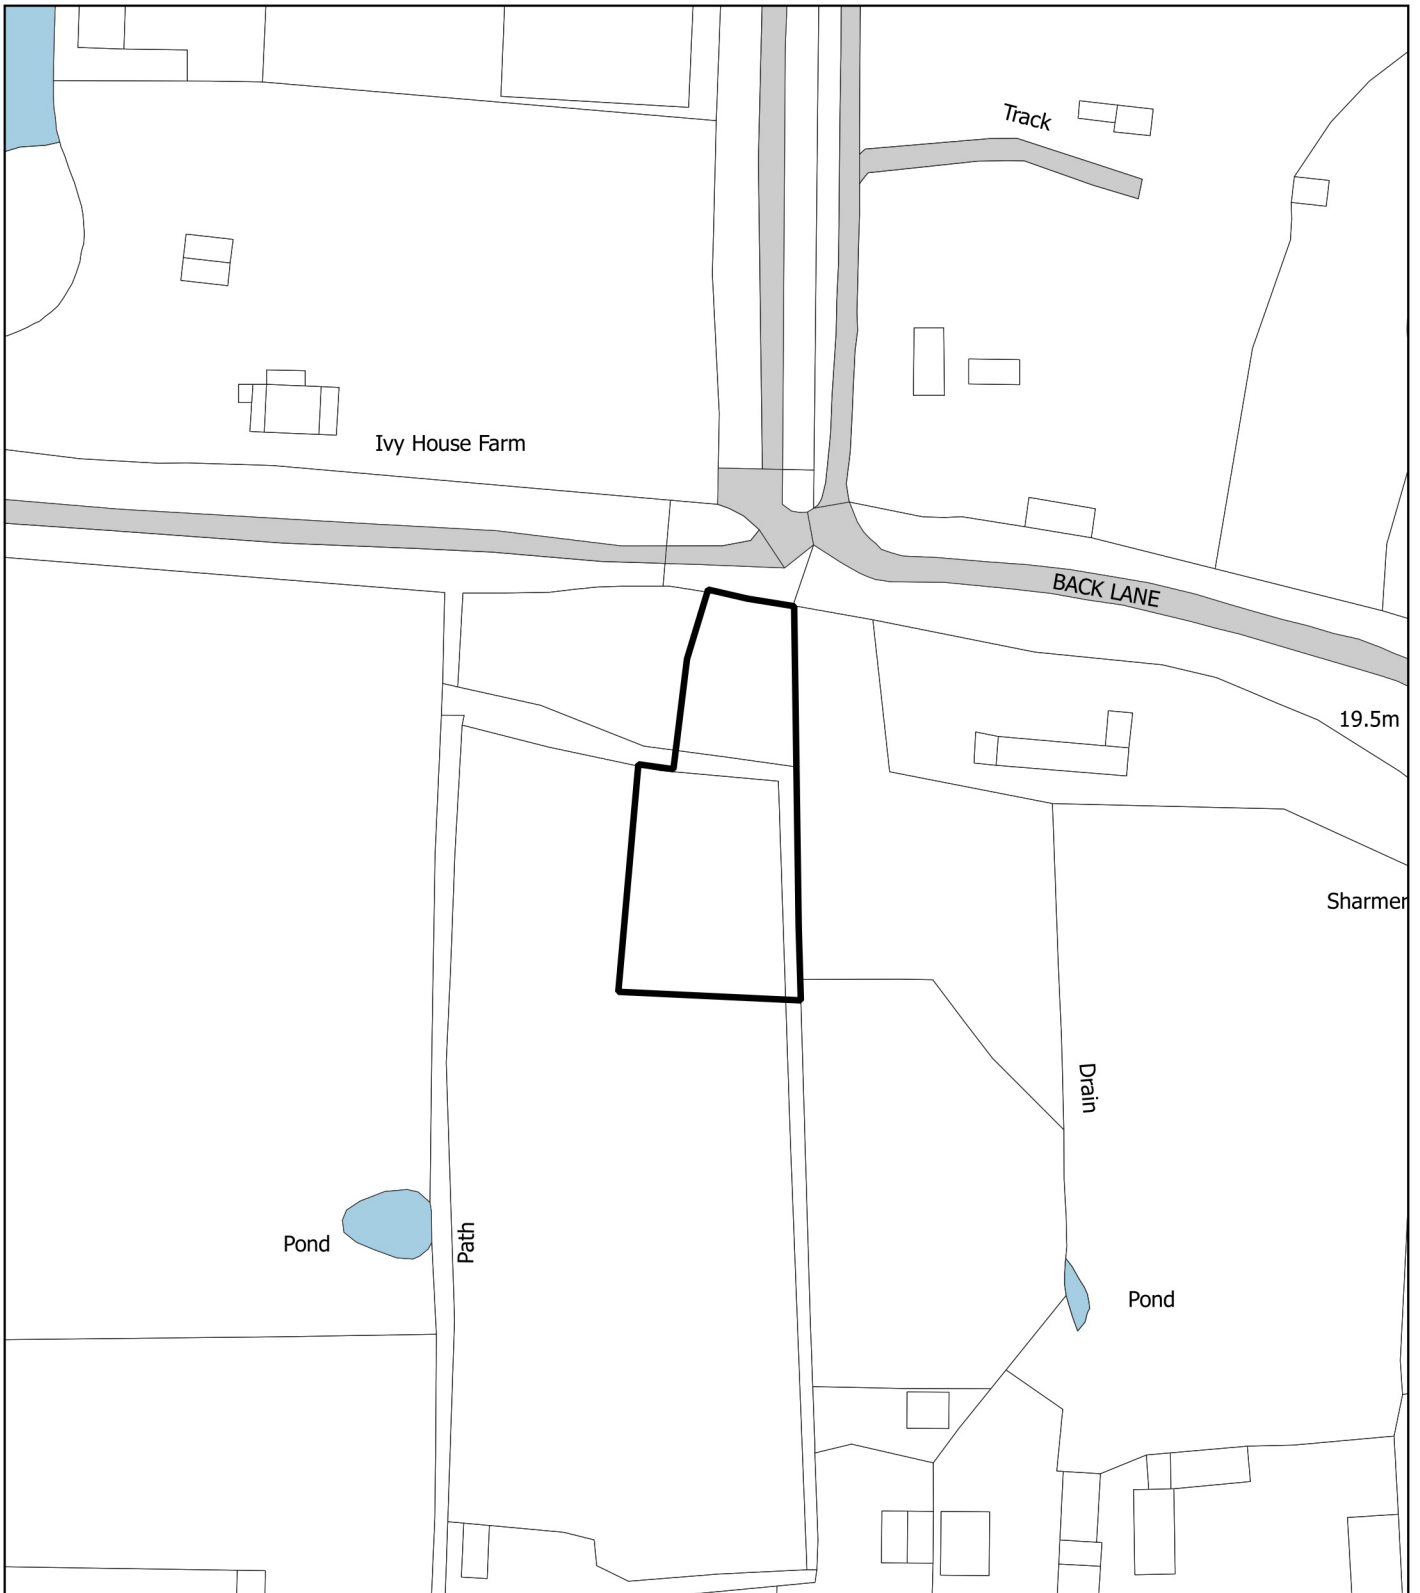 Track
Ivy House Farm
BACK LANE
19.5m
Sharmer
Drain
Pond
Path
Pond